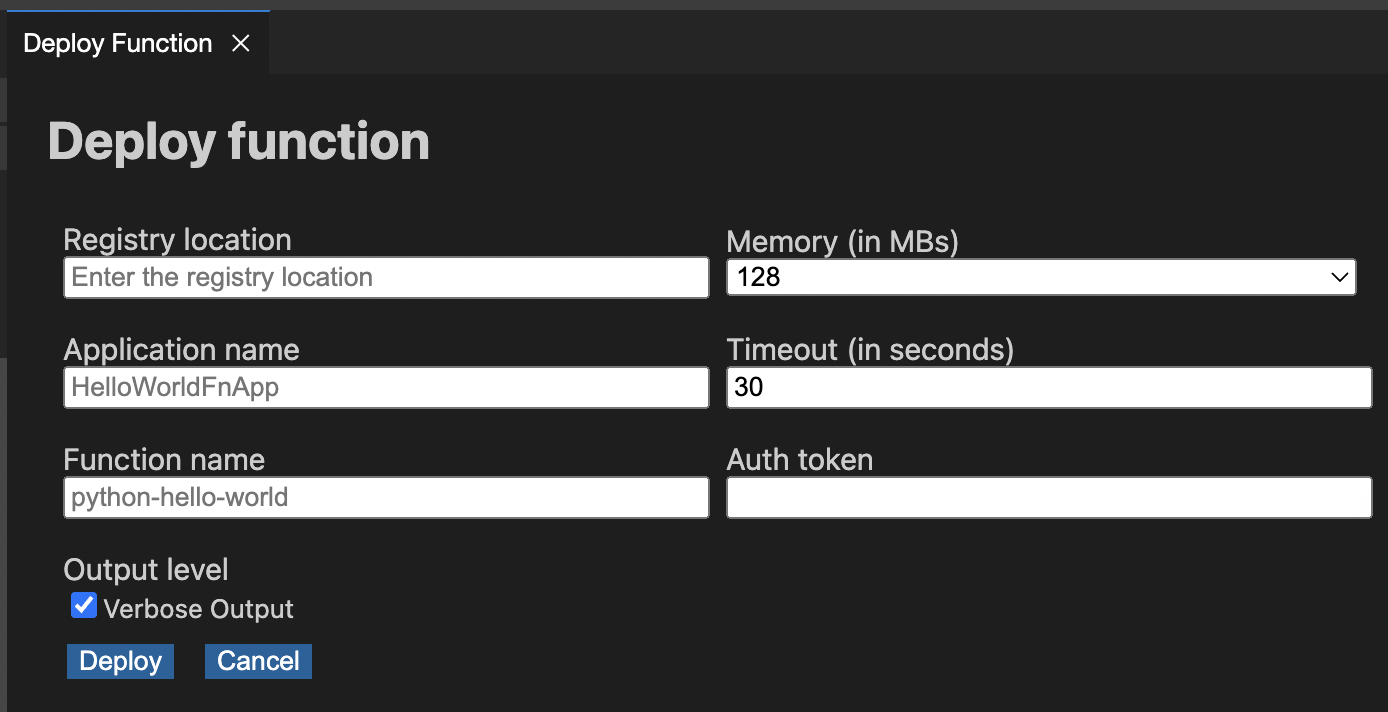 Deploy Function
Deploy function
Registry location
Enter the registry location
Memory (in MBs)
128
Application name
HelloWorldFnApp
Timeout (in seconds)
30
Function name
python-hello-world
Auth token
Output level
Verbose Output
Deploy
Cancel